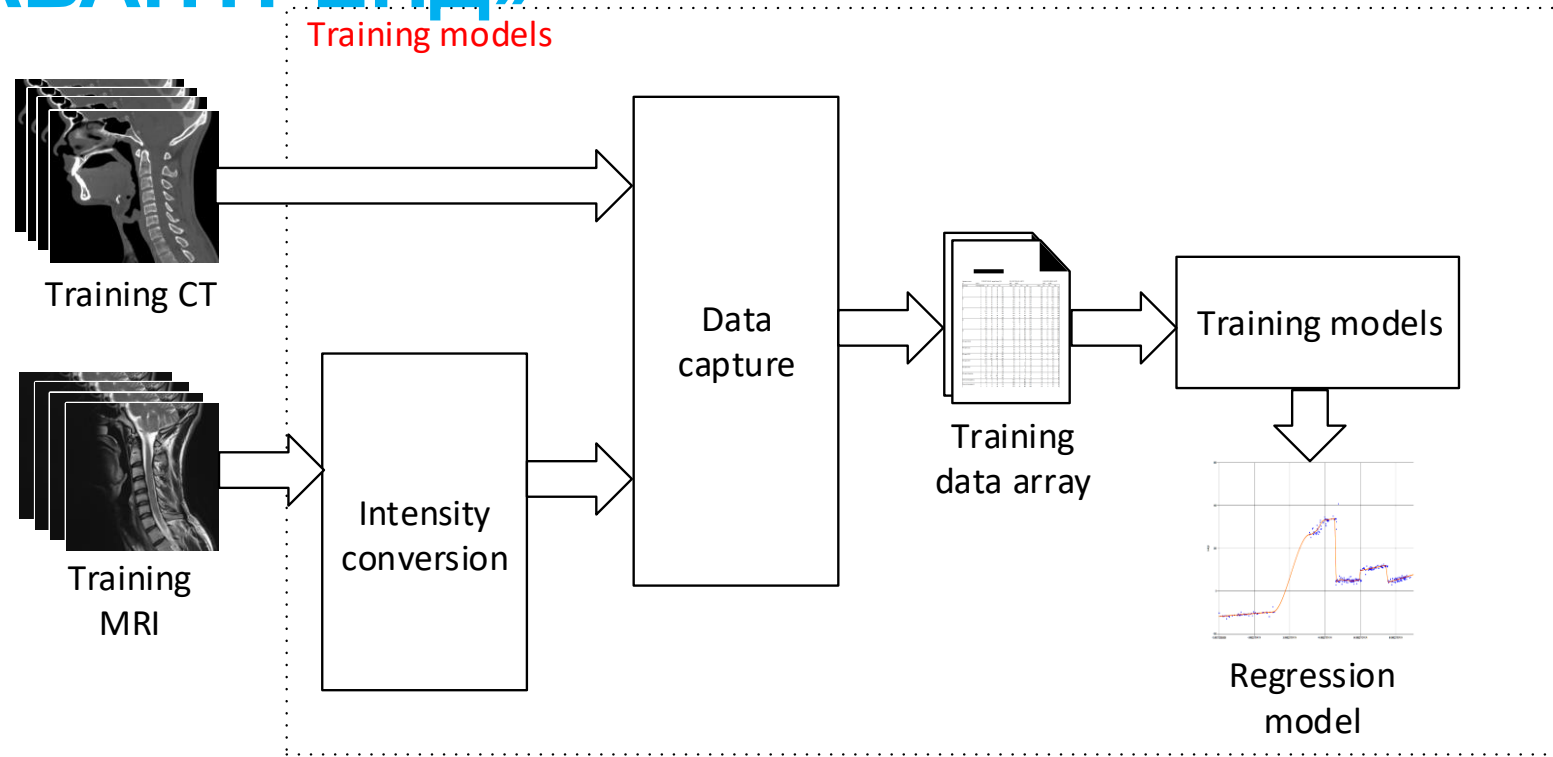 Training models
Training CT
Data
capture
Training models
Training
data array
Intensity
conversion
Training
MRI
Regression
model